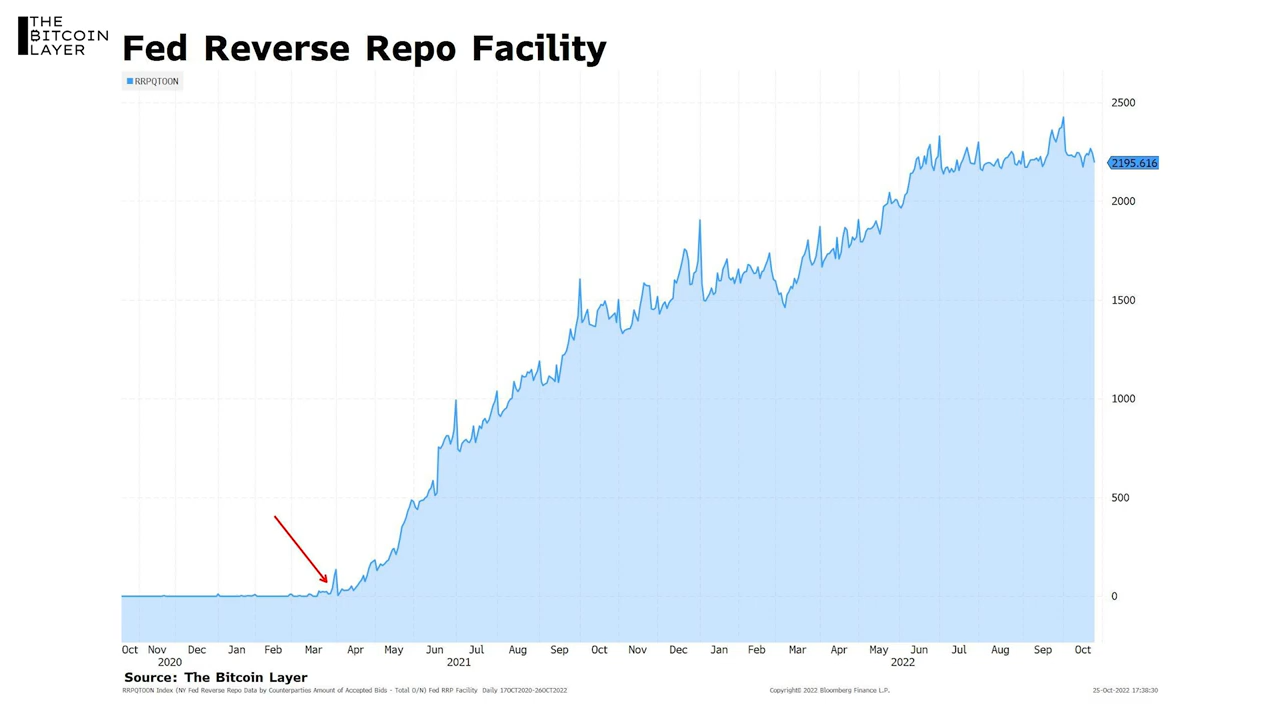 THE
BITCOIN
LAYER
Fed Reverse Repo Facility
RRPQTOON
2500
2195.616
2000
1500
1000
500
0
Oct Nov Dec Jan Feb Mar Apr May Jun Jul Aug Sep Oct Nov Dec Jan Feb Mar Apr May Jun Jul Aug Sep Oct
2020 2021 2022
Source: The Bitcoin Layer
RRPQTOON Index (NY Fed Reverse Repo Data by Counterparties Amount of Accepted Bids - Total O/N) Fed RRP Facility Daily 17OCT2020-26OCT2022 Copyright© 2022 Bloomberg Finance L.P. 25-Oct-2022 17:38:30